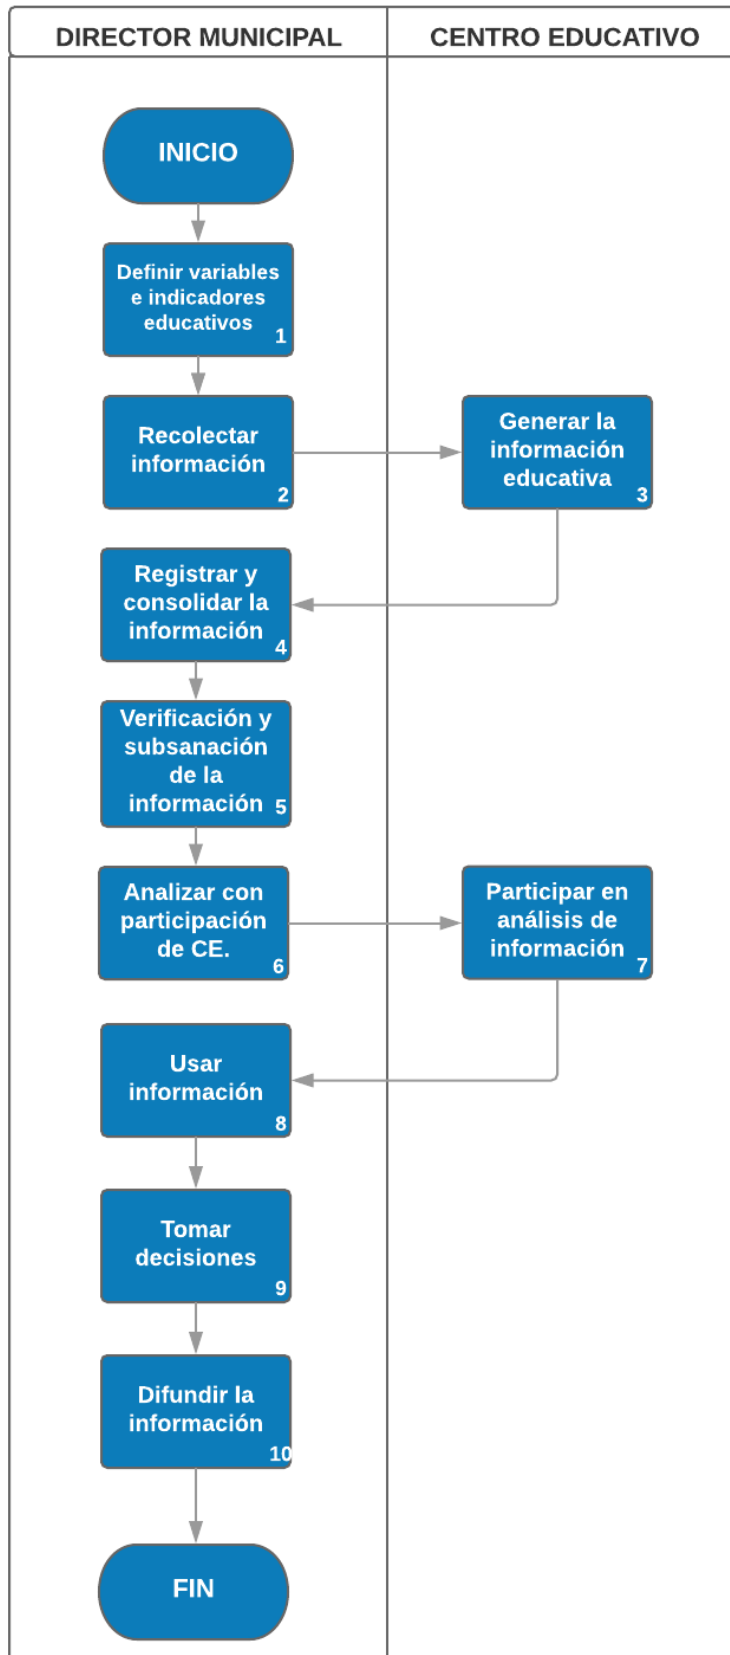 DIRECTOR MUNICIPAL
CENTRO EDUCATIVO
INICIO
Definir variables
e indicadores
educativos
1
Recolectar
información
2
Generar la
información
educativa
3
Registrar y
consolidar la
información
4
Verificación y
subsanación
de la
información
5
Analizar con
participación
de CE.
6
Participar en
análisis de
información
7
Usar
información
8
Tomar
decisiones
9
Difundir la
información
10
FIN